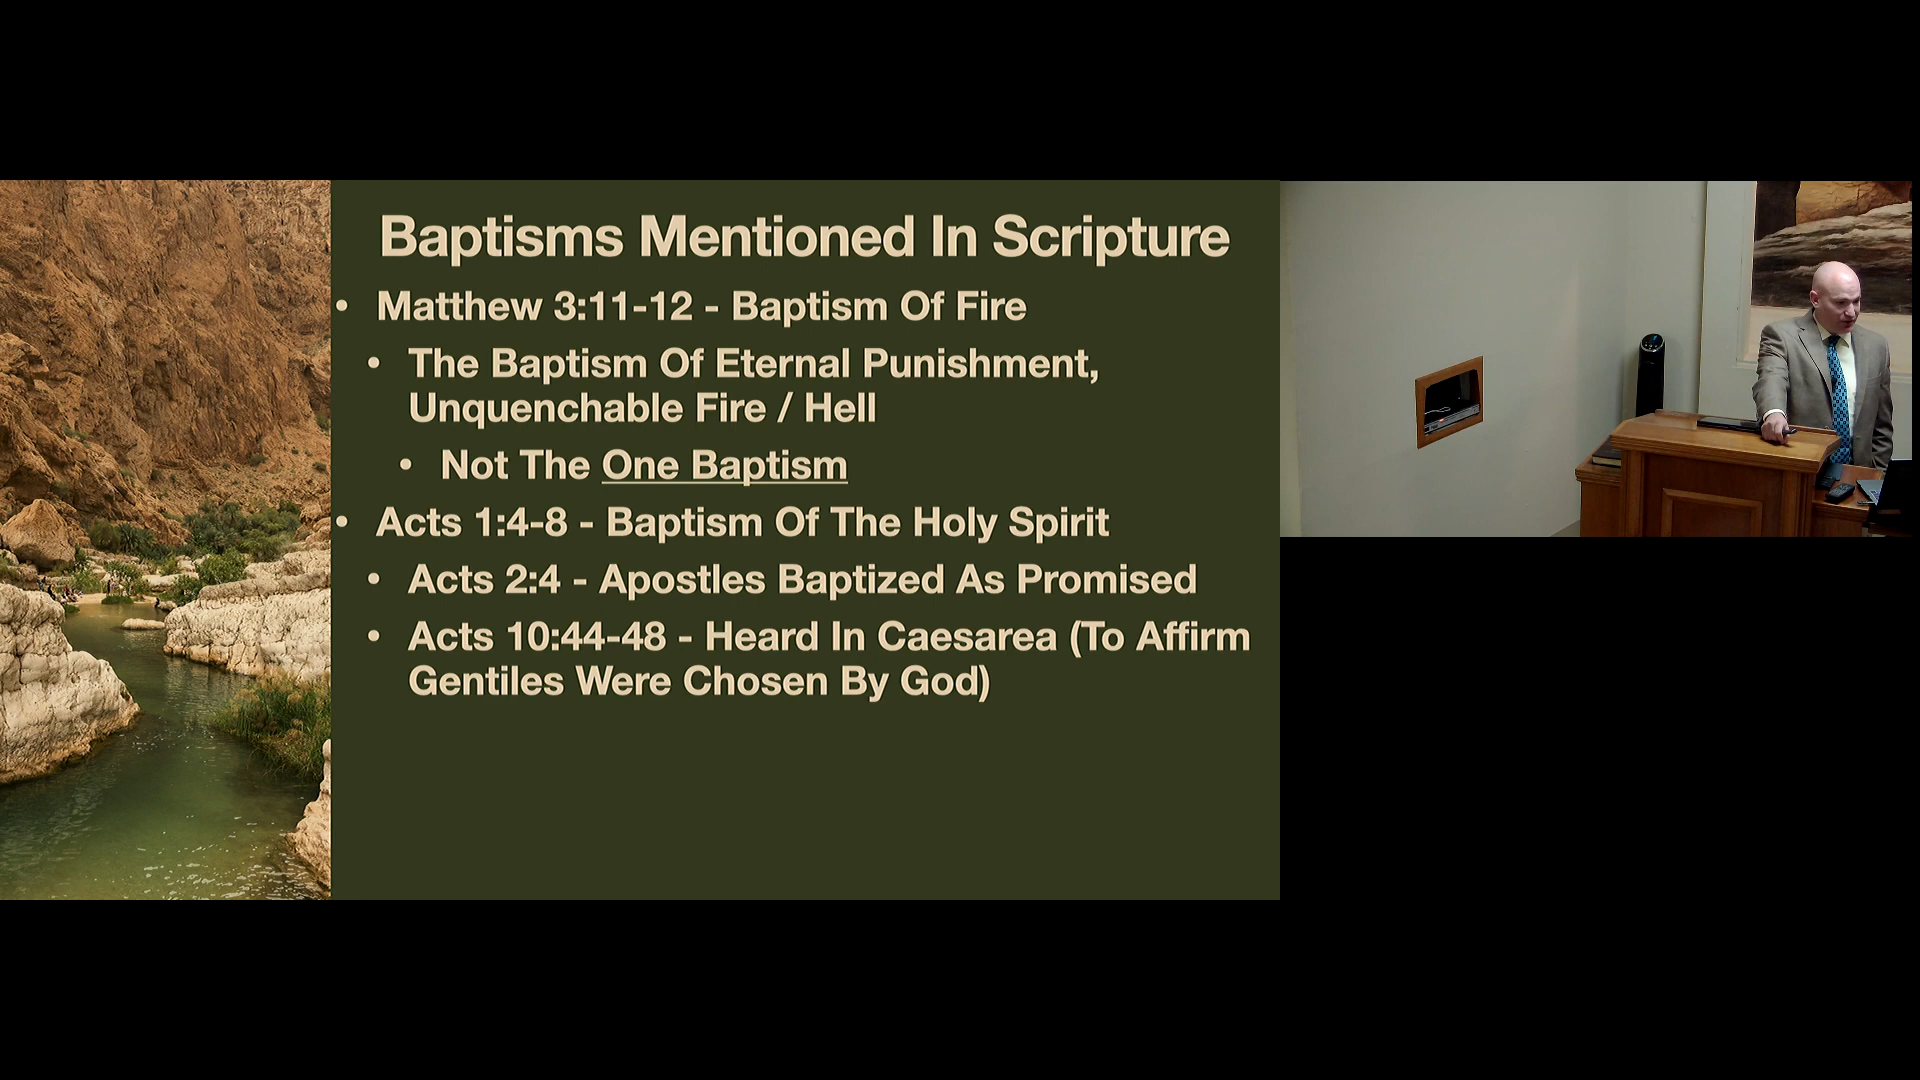 Baptisms Mentioned In Scripture
• Matthew 3:11-12 - Baptism Of Fire
• The Baptism Of Eternal Punishment,
Unquenchable Fire / Hell
• Not The One Baptism
• Acts 1:4-8 - Baptism Of The Holy Spirit
• Acts 2:4 - Apostles Baptized As Promised
• Acts 10:44-48 - Heard In Caesarea (To Affirm
Gentiles Were Chosen By God)